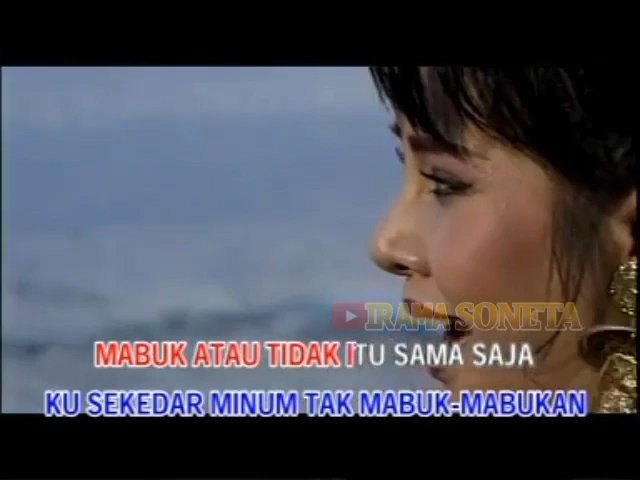 IRAMA SONETA
MABUK ATAU TIDAK ITU SAMA SAJA
KU SEKEDAR MINUM TAK MABUK-MABUKAN